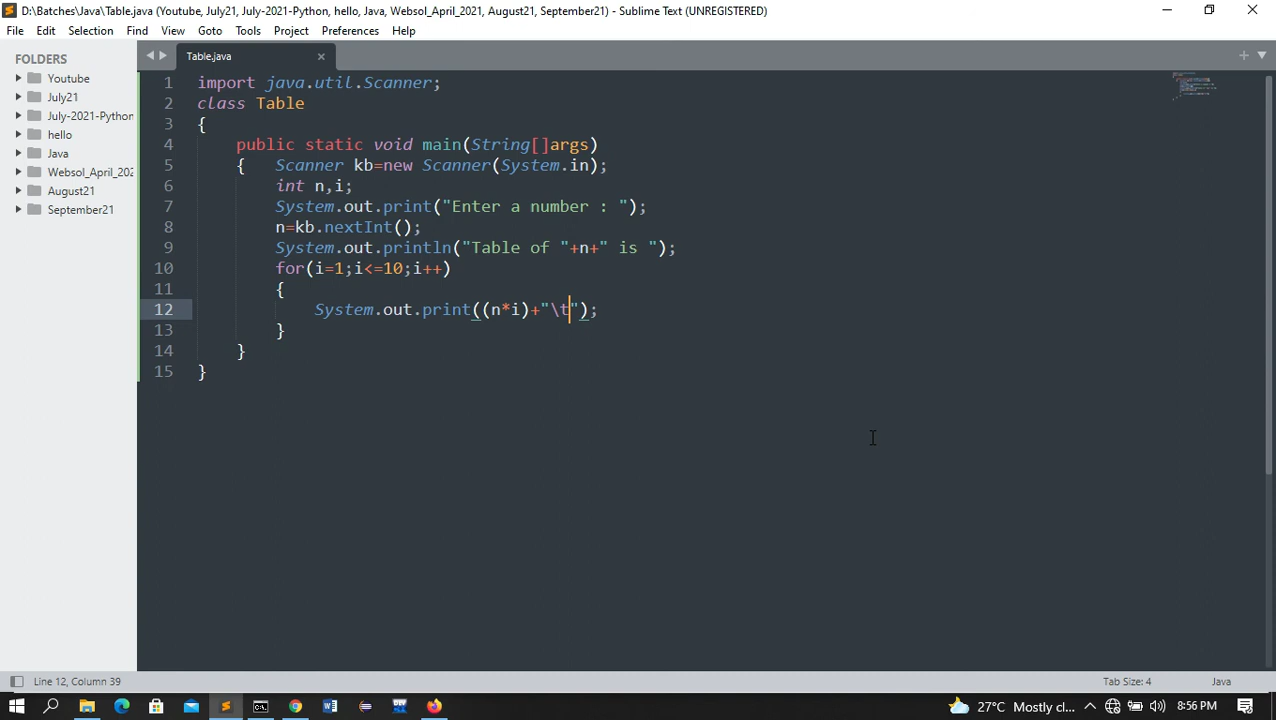 D:\Batches\Java\Table.java (Youtube, July21, July-2021-Python, hello, Java, Websol_April_2021, August21, September21) - Sublime Text (UNREGISTERED)
File Edit Selection Find View Goto Tools Project Preferences Help
FOLDERS
Youtube
July21
July-2021-Python
hello
Java
Websol_April_202
August21
September21
Table.java
1 import java.util.Scanner;
2 class Table
3 {
4 public static void main(String[]args)
5 { Scanner kb=new Scanner(System.in);
6 int n,i;
7 System.out.print("Enter a number : ");
8 n=kb.nextInt();
9 System.out.println("Table of "+n+" is ");
10 for(i=1;i<=10;i++)
11 {
12 System.out.print((n*i)+"\t");
13 }
14 }
15 }
Line 12, Column 39
Tab Size: 4
Java
27°C Mostly cl...
8:56 PM